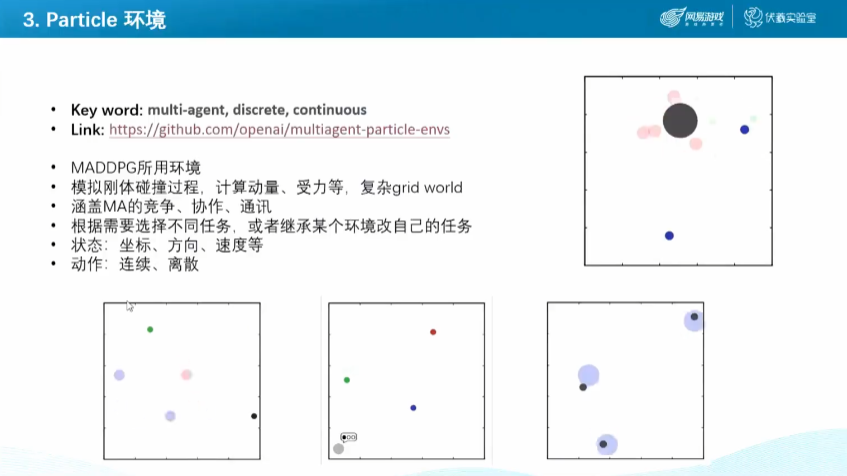 3. Particle 环境
网易游戏
伏羲实验室
• Key word: multi-agent, discrete, continuous
• Link: https://github.com/openai/multiagent-particle-envs
• MADDPG所用环境
• 模拟刚体碰撞过程，计算动量、受力等，复杂grid world
• 涵盖MA的竞争、协作、通讯
• 根据需要选择不同任务，或者继承某个环境改自己的任务
• 状态：坐标、方向、速度等
• 动作：连续、离散